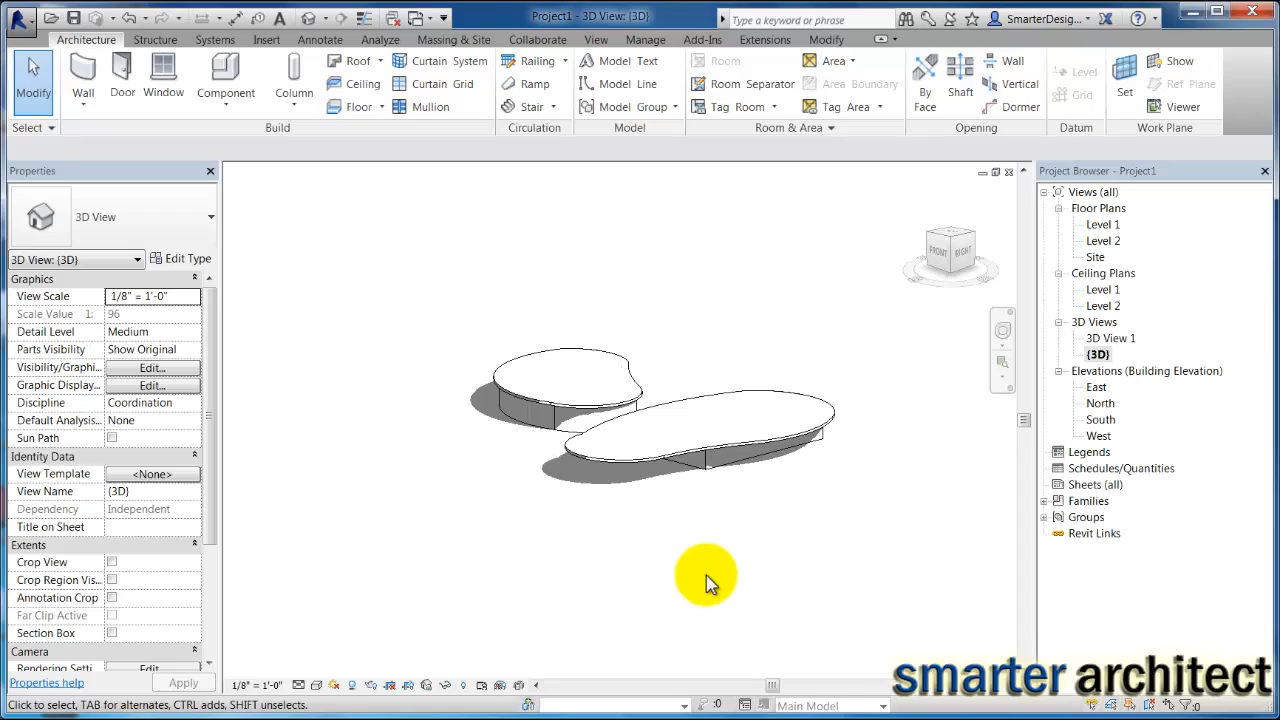 Project1 - 3D View: {3D}
Type a keyword or phrase
SmarterDesig...
Architecture Structure Systems Insert Annotate Analyze Massing & Site Collaborate View Manage Add-Ins Extensions Modify
Modify
Wall
Door
Window
Component
Column
Roof
Ceiling
Floor
Curtain System
Curtain Grid
Mullion
Railing
Ramp
Stair
Model Text
Model Line
Model Group
Room
Room Separator
Tag Room
Area
Area Boundary
Tag Area
By
Face
Shaft
Wall
Vertical
Dormer
Level
Grid
Set
Show
Ref Plane
Viewer
Select
Build
Circulation
Model
Room & Area
Opening
Datum
Work Plane
Properties
3D View
3D View: {3D}
Edit Type
Graphics
View Scale 1/8" = 1'-0"
Scale Value 1: 96
Detail Level Medium
Parts Visibility Show Original
Visibility/Graphi... Edit...
Graphic Display... Edit...
Discipline Coordination
Default Analysis... None
Sun Path
Identity Data
View Template <None>
View Name {3D}
Dependency Independent
Title on Sheet
Extents
Crop View
Crop Region Vis...
Annotation Crop
Far Clip Active
Section Box
Camera
Rendering Setti... Edit...
Properties help
Apply
FRONT
RIGHT
Project Browser - Project1
Views (all)
Floor Plans
Level 1
Level 2
Site
Ceiling Plans
Level 1
Level 2
3D Views
3D View 1
{3D}
Elevations (Building Elevation)
East
North
South
West
Legends
Schedules/Quantities
Sheets (all)
Families
Groups
Revit Links
smarter architect
1/8" = 1'-0"
Click to select, TAB for alternates, CTRL adds, SHIFT unselects.
:0
Main Model
:0